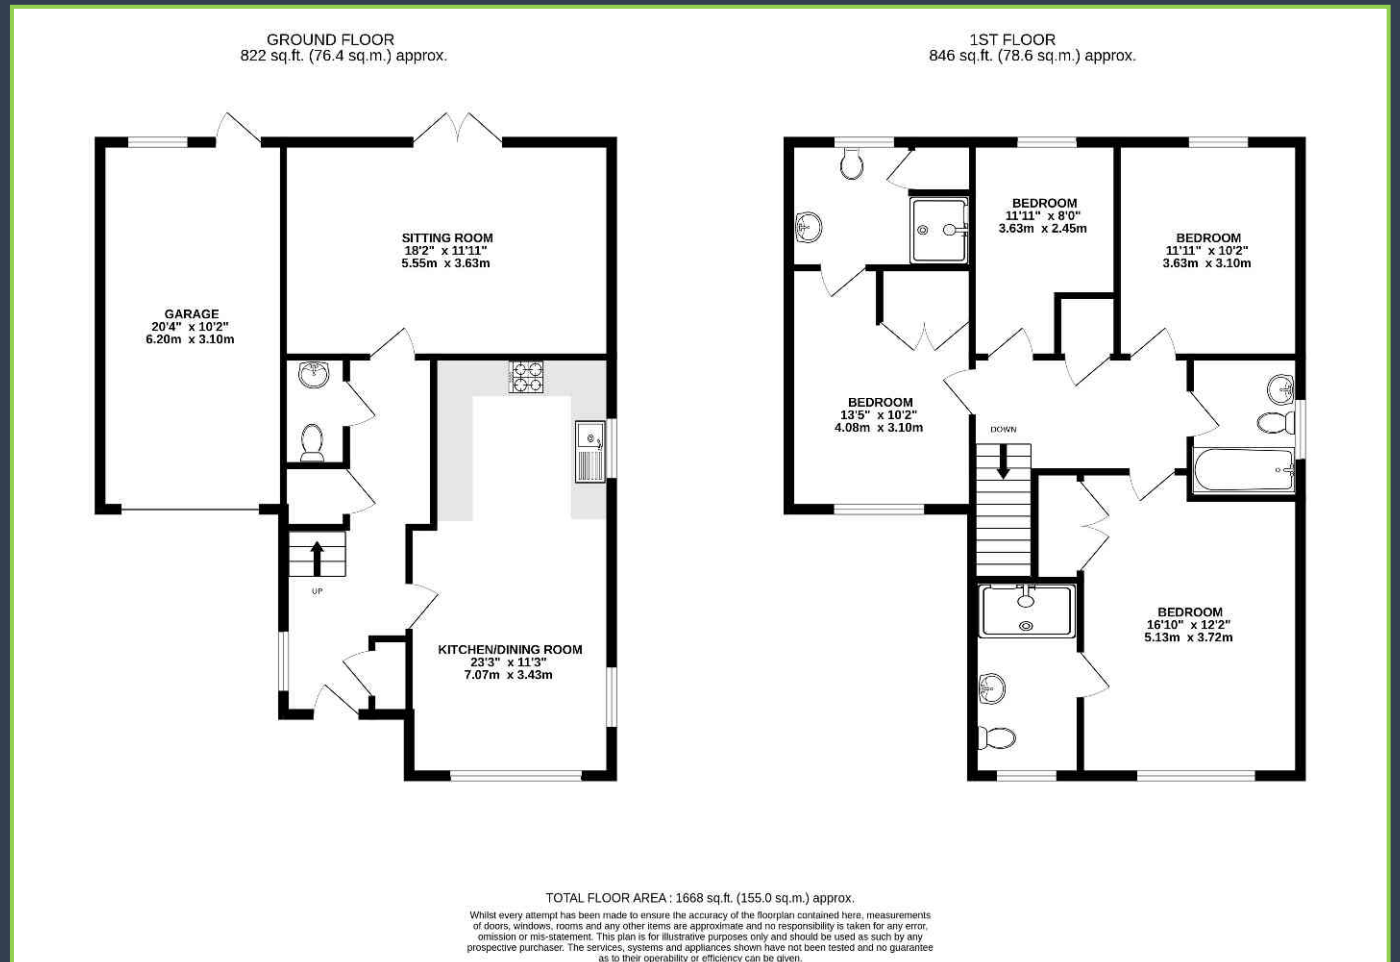 GROUND FLOOR
822 sq.ft. (76.4 sq.m.) approx.
1ST FLOOR
846 sq.ft. (78.6 sq.m.) approx.
SITTING ROOM
18'2" x 11'11"
5.55m x 3.63m
GARAGE
20'4" x 10'2"
6.20m x 3.10m
UP
KITCHEN/DINING ROOM
23'3" x 11'3"
7.07m x 3.43m
BEDROOM
11'11" x 8'0"
3.63m x 2.45m
BEDROOM
11'11" x 10'2"
3.63m x 3.10m
BEDROOM
13'5" x 10'2"
4.08m x 3.10m
DOWN
BEDROOM
16'10" x 12'2"
5.13m x 3.72m
TOTAL FLOOR AREA : 1668 sq.ft. (155.0 sq.m.) approx.
Whilst every attempt has been made to ensure the accuracy of the floorplan contained here, measurements
of doors, windows, rooms and any other items are approximate and no responsibility is taken for any error,
omission or mis-statement. This plan is for illustrative purposes only and should be used as such by any
prospective purchaser. The services, systems and appliances shown have not been tested and no guarantee
as to their operability or efficiency can be given.